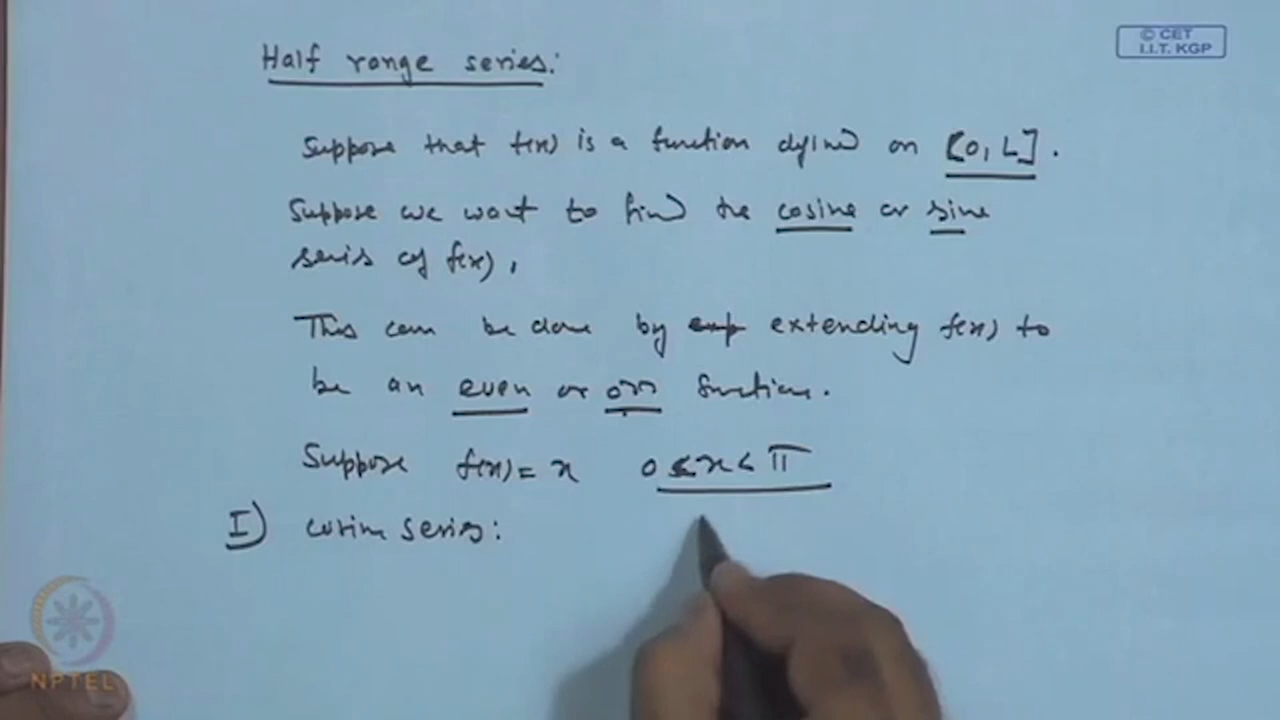 © CET
I.I.T. KGP
Half range series:
Suppose that f(x) is a function defined on [0, L].
Suppose we want to find the cosine or sine
series of f(x),
This can be done by exp extending f(x) to
be an even or odd function.
Suppose f(x) = x 0 ≤ x < π
I) cosine series:
NPTEL